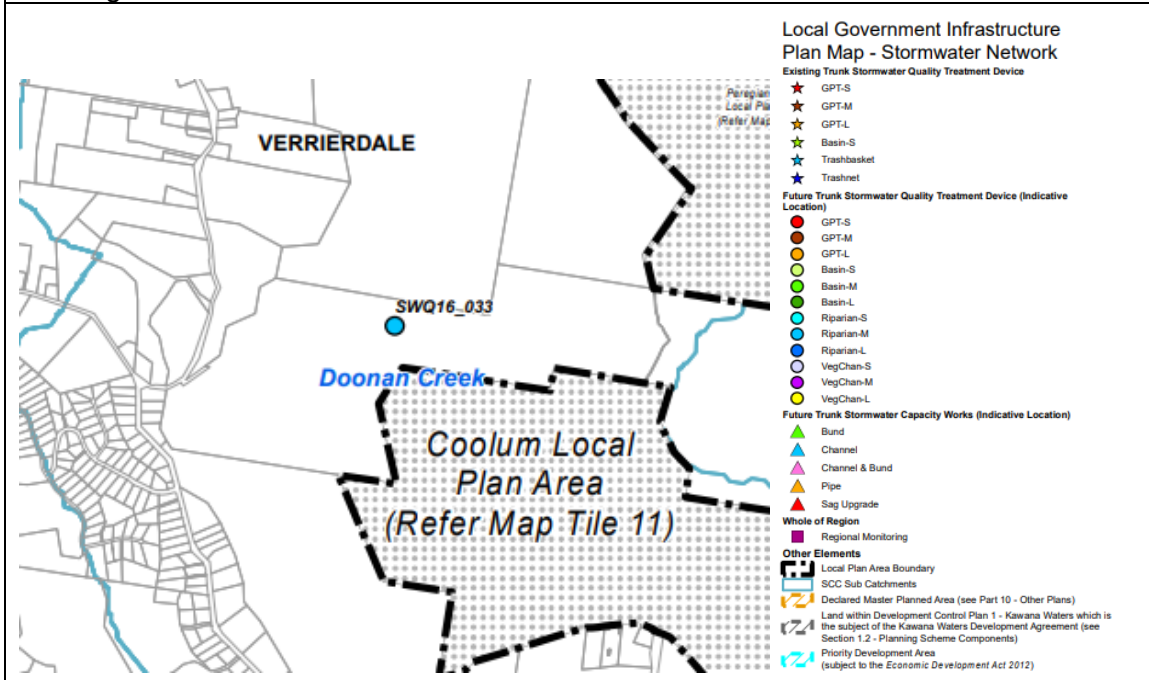 Local Government Infrastructure
Plan Map - Stormwater Network
Existing Trunk Stormwater Quality Treatment Device
GPT-S
GPT-M
GPT-L
Basin-S
Trashbasket
Trashnet
Future Trunk Stormwater Quality Treatment Device (Indicative
Location)
GPT-S
GPT-M
GPT-L
Basin-S
Basin-M
Basin-L
Riparian-S
Riparian-M
Riparian-L
VegChan-S
VegChan-M
VegChan-L
Future Trunk Stormwater Capacity Works (Indicative Location)
Bund
Channel
Channel & Bund
Pipe
Sag Upgrade
Whole of Region
Regional Monitoring
Other Elements
Local Plan Area Boundary
SCC Sub Catchments
Declared Master Planned Area (see Part 10 - Other Plans)
Land within Development Control Plan 1 - Kawana Waters which is
the subject of the Kawana Waters Development Agreement (see
Section 1.2 - Planning Scheme Components)
Priority Development Area
(subject to the Economic Development Act 2012)
VERRIERDALE
Local
(Refer Map
SWQ16_033
Doonan Creek
Coolum Local
Plan Area
(Refer Map Tile 11)